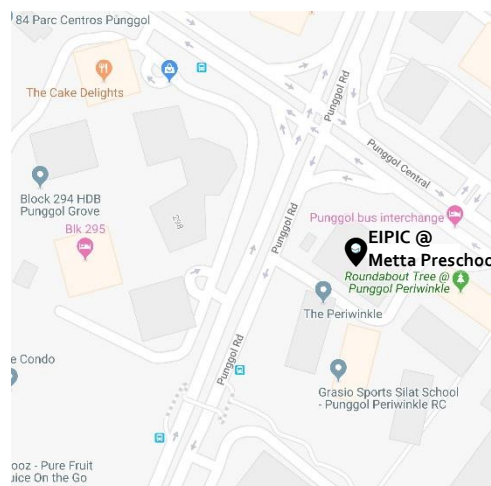 84 Parc Centros Punggol
The Cake Delights
Punggol Rd
Punggol Central
Block 294 HDB
Punggol Grove
Blk 295
298
Punggol Rd
Punggol bus interchange
EIPIC @
Metta Preschoo
Roundabout Tree @
Punggol Periwinkle
The Periwinkle
Punggol Rd
e Condo
Grasio Sports Silat School
- Punggol Periwinkle RC
ooz - Pure Fruit
uice On the Go